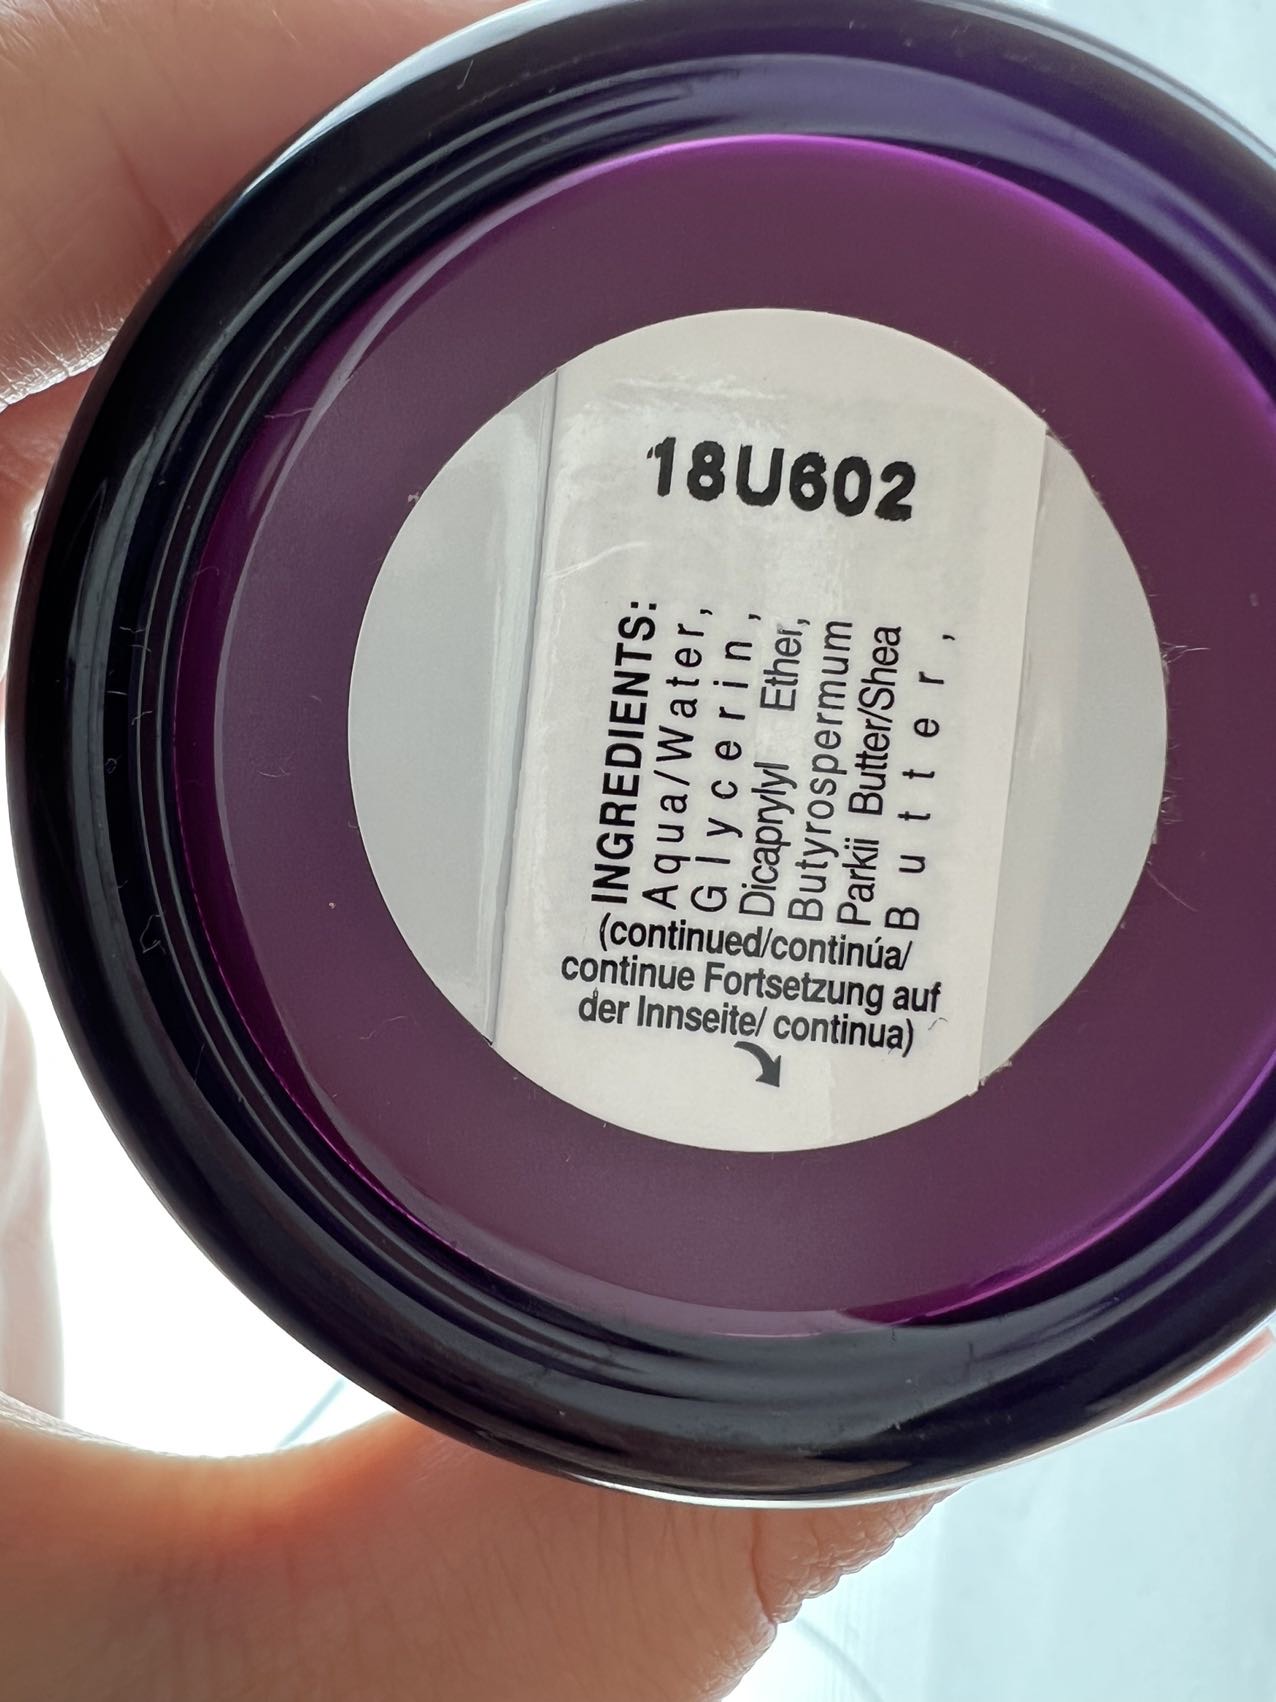 18U602
INGREDIENTS:
Aqua/Water,
Glycerin,
Dicaprylyl Ether,
Butyrospermum
Parkii Butter/Shea
Butter,
(continued/continúa/
continue Fortsetzung auf
der Innseite/ continua)